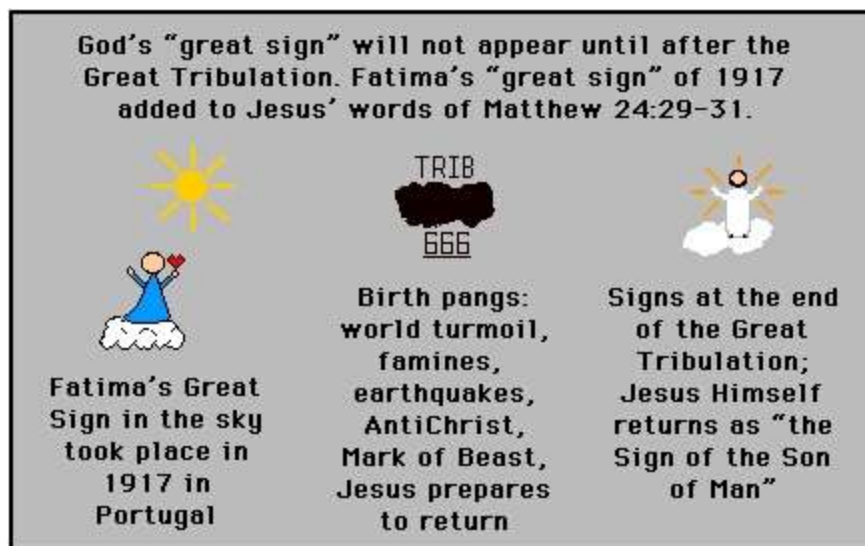 God's "great sign" will not appear until after the
Great Tribulation. Fatima's "great sign" of 1917
added to Jesus' words of Matthew 24:29-31.
Fatima's Great
Sign in the sky
took place in
1917 in
Portugal
TRIB
666
Birth pangs:
world turmoil,
famines,
earthquakes,
AntiChrist,
Mark of Beast,
Jesus prepares
to return
Signs at the end
of the Great
Tribulation;
Jesus Himself
returns as "the
Sign of the Son
of Man"